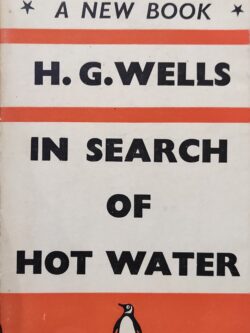 A NEW BOOK
H. G. WELLS
IN SEARCH
OF
HOT WATER